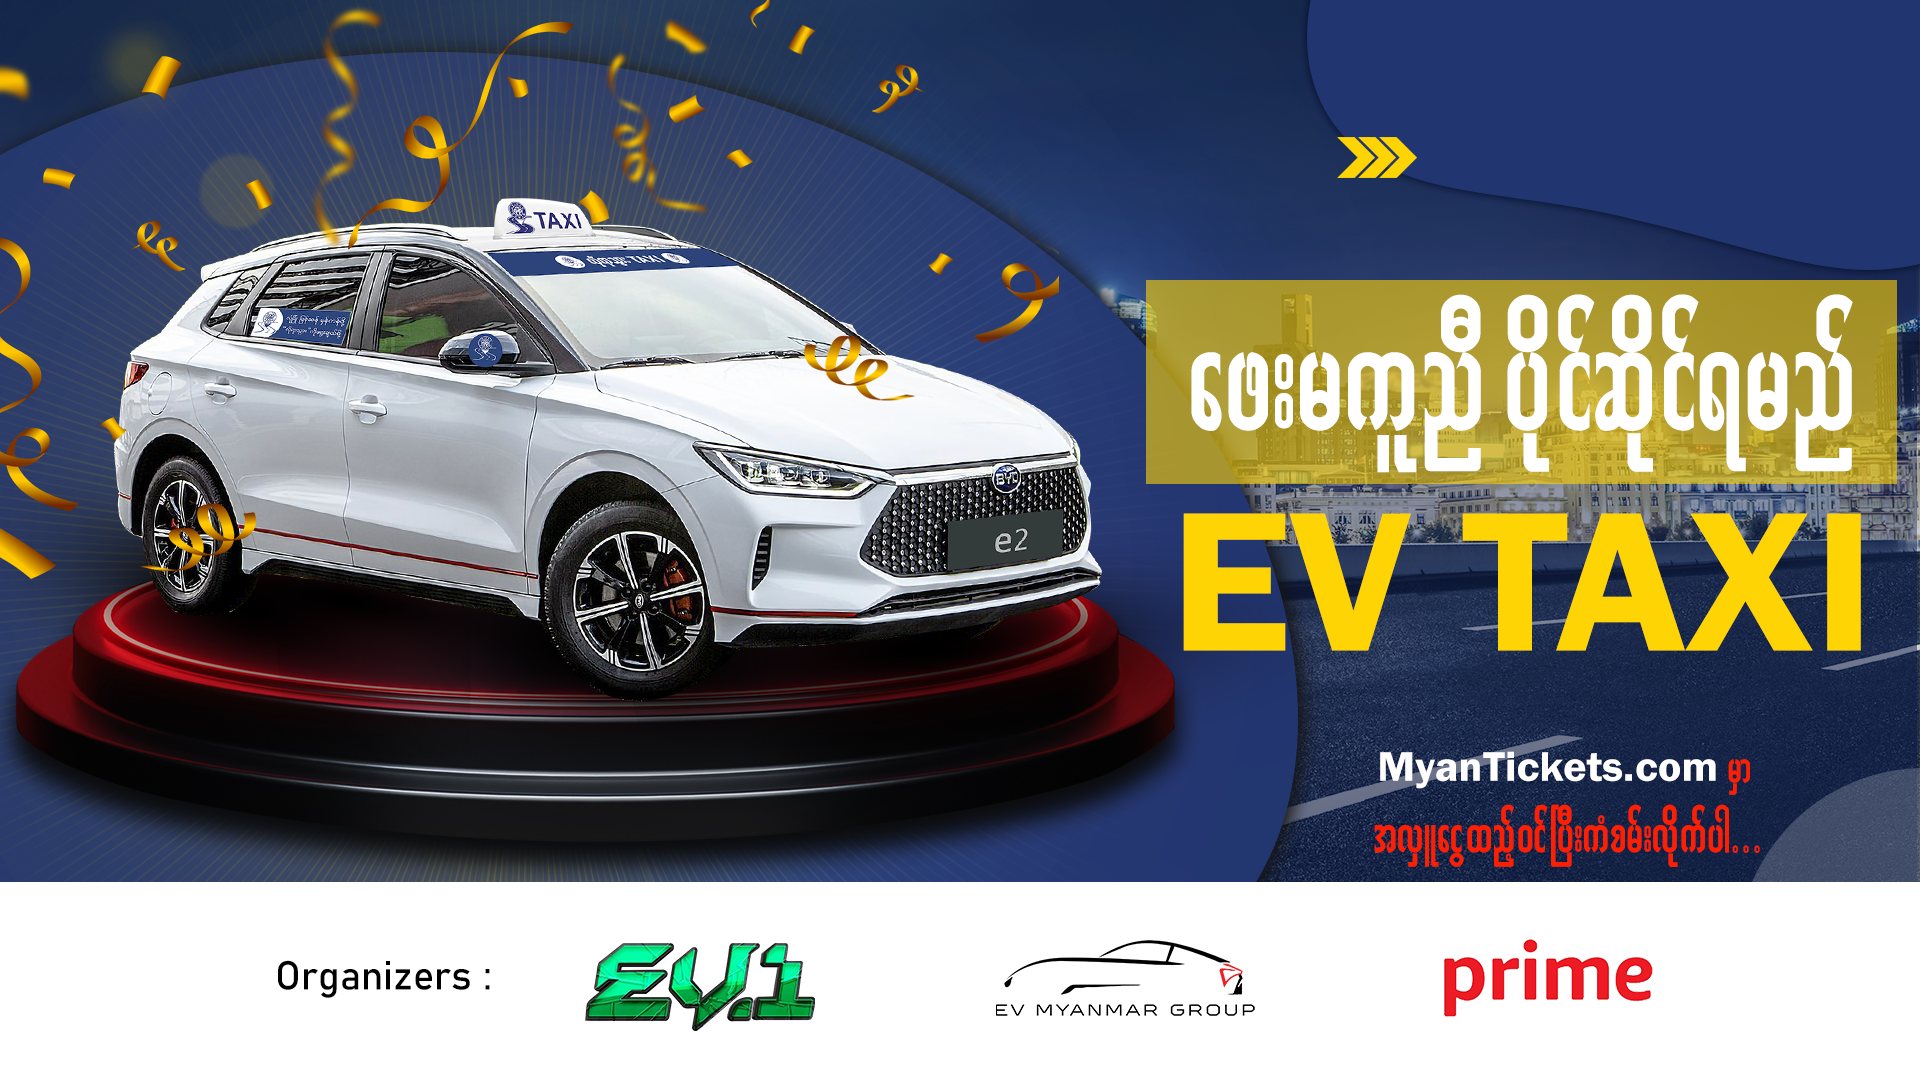 TAXI
TAXI
BYD
e2
ဖေးမကူညီ ပိုင်ဆိုင်ရမည်
EV TAXI
MyanTickets.com မှာ
အလှူငွေထည့်ဝင်ပြီးကံစမ်းလိုက်ပါ...
Organizers :
EV.1
EV MYANMAR GROUP
prime